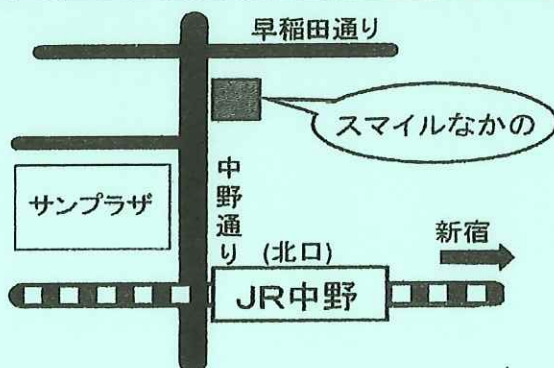 早稲田通り
スマイルなかの
サンプラザ
中野通り
(北口)
新宿
JR中野